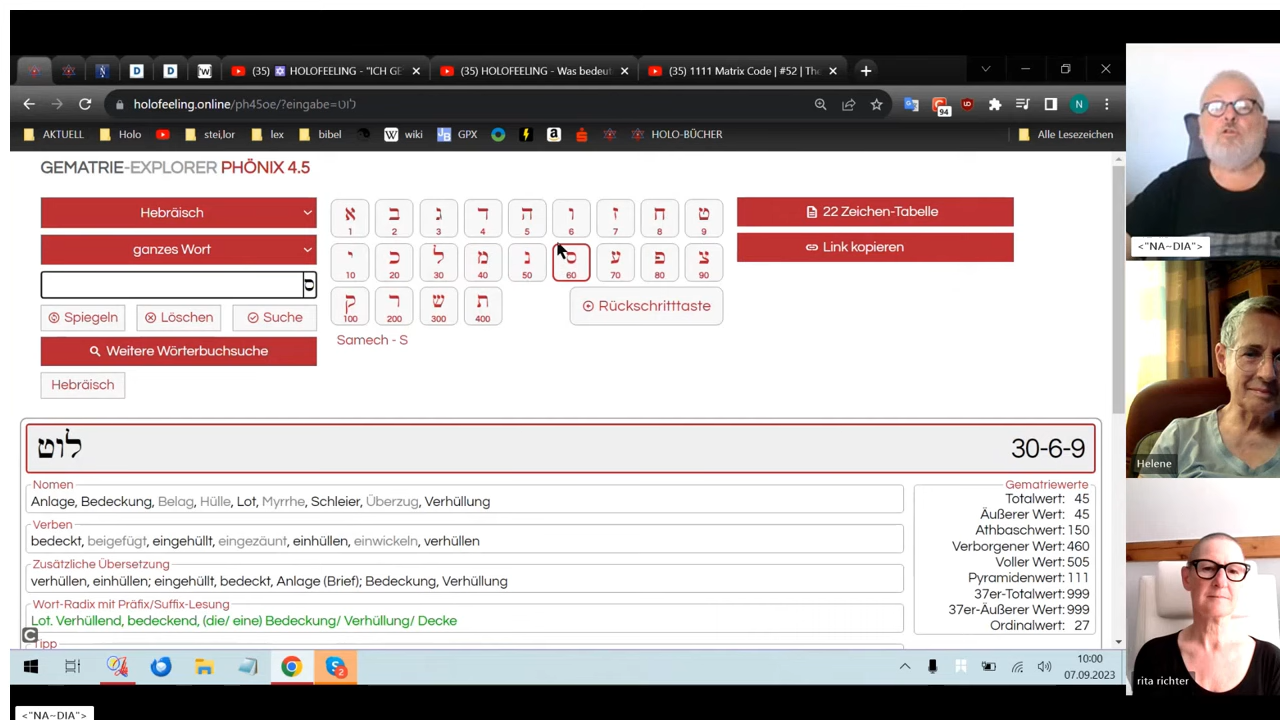 (35) HOLOFEELING - "ICH GE
(35) HOLOFEELING - Was bedeut
(35) 1111 Matrix Code | #52 | The
holofeeling.online/ph45oe/?eingabe=לוט
94
N
AKTUELL
Holo
stei,lor
lex
bibel
wiki
GPX
HOLO-BÜCHER
Alle Lesezeichen
GEMATRIE-EXPLORER PHÖNIX 4.5
Hebräisch
ganzes Wort
ס
Spiegeln
Löschen
Suche
Weitere Wörterbuchsuche
Hebräisch
א ב ג ד ה ו ז ח ט
1 2 3 4 5 6 7 8 9
י כ ל מ נ ס ע פ צ
10 20 30 40 50 60 70 80 90
ק ר ש ת
100 200 300 400
Rückschritttaste
Samech - S
22 Zeichen-Tabelle
Link kopieren
לוט
30-6-9
Nomen
Anlage, Bedeckung, Belag, Hülle, Lot, Myrrhe, Schleier, Überzug, Verhüllung
Verben
bedeckt, beigefügt, eingehüllt, eingezäunt, einhüllen, einwickeln, verhüllen
Zusätzliche Übersetzung
verhüllen, einhüllen; eingehüllt, bedeckt, Anlage (Brief); Bedeckung, Verhüllung
Wort-Radix mit Präfix/Suffix-Lesung
Lot. Verhüllend, bedeckend, (die/ eine) Bedeckung/ Verhüllung/ Decke
Tipp
Gematriewerte
Totalwert: 45
Äußerer Wert: 45
Athbaschwert: 150
Verborgener Wert: 460
Voller Wert: 505
Pyramidenwert: 111
37er-Totalwert: 999
37er-Äußerer Wert: 999
Ordinalwert: 27
10:00
07.09.2023
<"NA~DIA">
Helene
rita richter
<"NA~DIA">